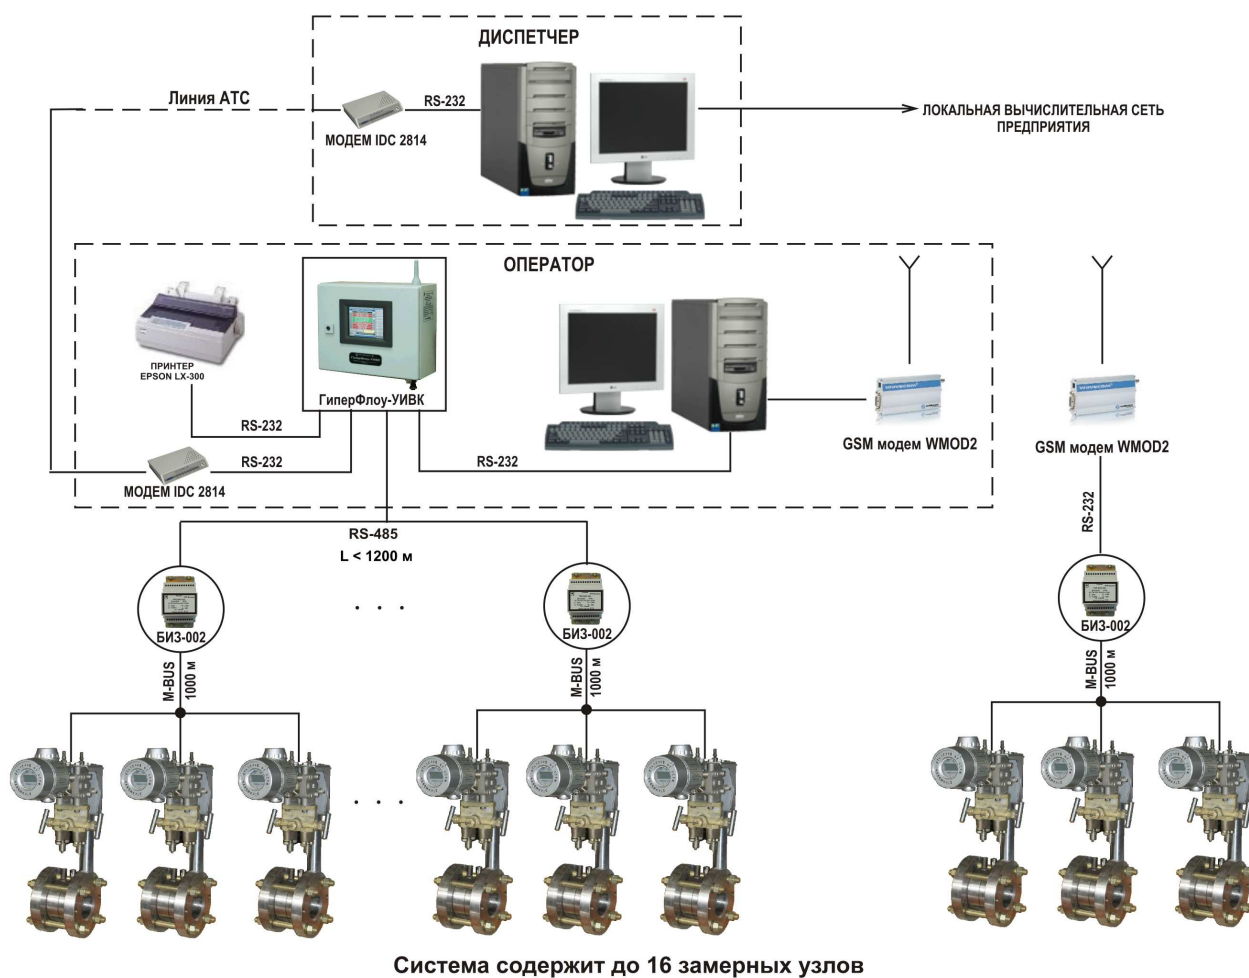 ДИСПЕТЧЕР
Линия АТС
RS-232
МОДЕМ IDC 2814
ЛОКАЛЬНАЯ ВЫЧИСЛИТЕЛЬНАЯ СЕТЬ
ПРЕДПРИЯТИЯ
ОПЕРАТОР
ПРИНТЕР
EPSON LX-300
ГиперФлоу-УИВК
RS-232
RS-232
МОДЕМ IDC 2814
RS-232
GSM модем WMOD2
GSM модем WMOD2
RS-232
RS-485
L < 1200 м
БИЗ-002
. . .
БИЗ-002
БИЗ-002
M-BUS
1000 м
M-BUS
1000 м
M-BUS
1000 м
. . .
Система содержит до 16 замерных узлов